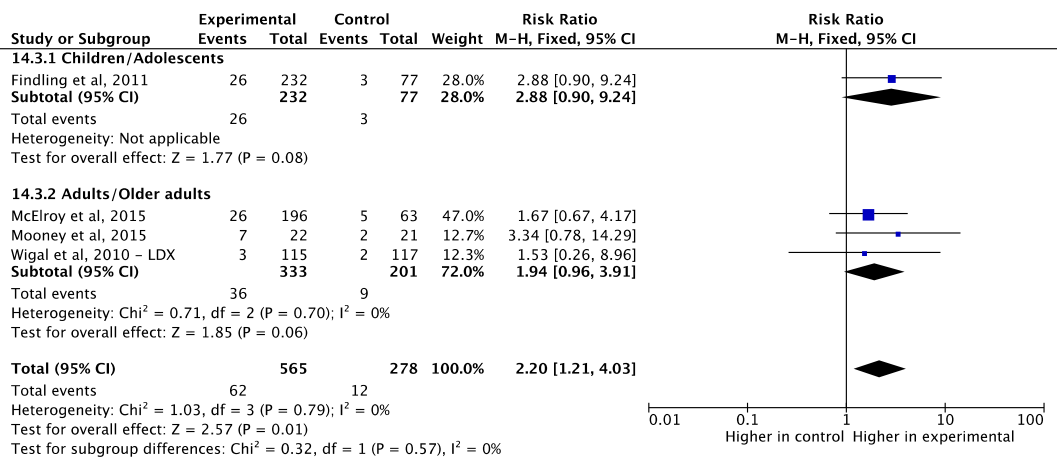 Experimental Control Risk Ratio Risk Ratio
Study or Subgroup Events Total Events Total Weight M-H, Fixed, 95% CI M-H, Fixed, 95% CI
14.3.1 Children/Adolescents
Findling et al, 2011 26 232 3 77 28.0% 2.88 [0.90, 9.24]
Subtotal (95% CI) 232 77 28.0% 2.88 [0.90, 9.24]
Total events 26 3
Heterogeneity: Not applicable
Test for overall effect: Z = 1.77 (P = 0.08)
14.3.2 Adults/Older adults
McElroy et al, 2015 26 196 5 63 47.0% 1.67 [0.67, 4.17]
Mooney et al, 2015 7 22 2 21 12.7% 3.34 [0.78, 14.29]
Wigal et al, 2010 – LDX 3 115 2 117 12.3% 1.53 [0.26, 8.96]
Subtotal (95% CI) 333 201 72.0% 1.94 [0.96, 3.91]
Total events 36 9
Heterogeneity: Chi² = 0.71, df = 2 (P = 0.70); I² = 0%
Test for overall effect: Z = 1.85 (P = 0.06)
Total (95% CI) 565 278 100.0% 2.20 [1.21, 4.03]
Total events 62 12
Heterogeneity: Chi² = 1.03, df = 3 (P = 0.79); I² = 0%
Test for overall effect: Z = 2.57 (P = 0.01)
Test for subgroup differences: Chi² = 0.32, df = 1 (P = 0.57), I² = 0%
0.01 0.1 1 10 100
Higher in control Higher in experimental